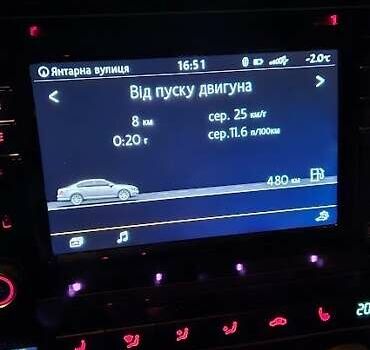 Янтарна вулиця 16:51 -2.0°C
Від пуску двигуна
8 км сер. 25 км/г
0:20 г сер. 11.6 л/100км
480 км
20